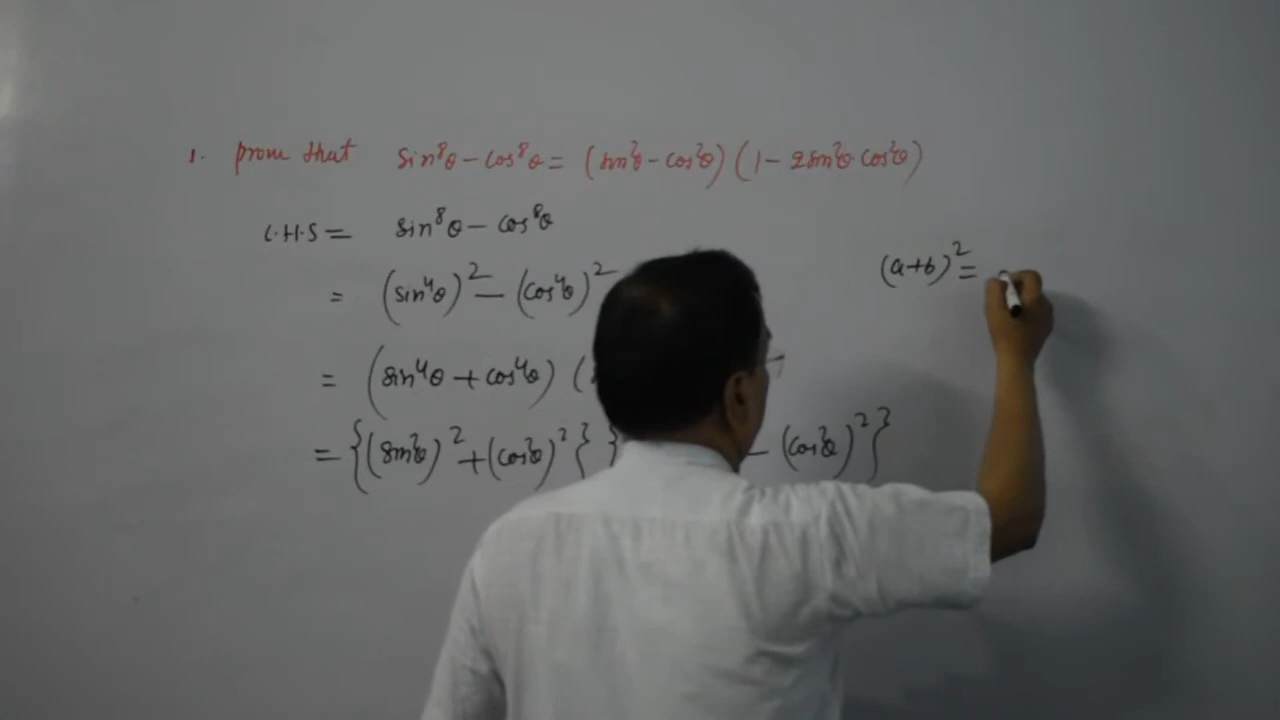 1. prove that sin⁸θ - cos⁸θ = (sin²θ - cos²θ) (1 - 2sin²θ cos²θ)
L.H.S = sin⁸θ - cos⁸θ
= (sin⁴θ)² - (cos⁴θ)²
(a+b)² =
= (sin⁴θ + cos⁴θ) (
= {(sin²θ)² + (cos²θ)²} { - (cos²θ)²}